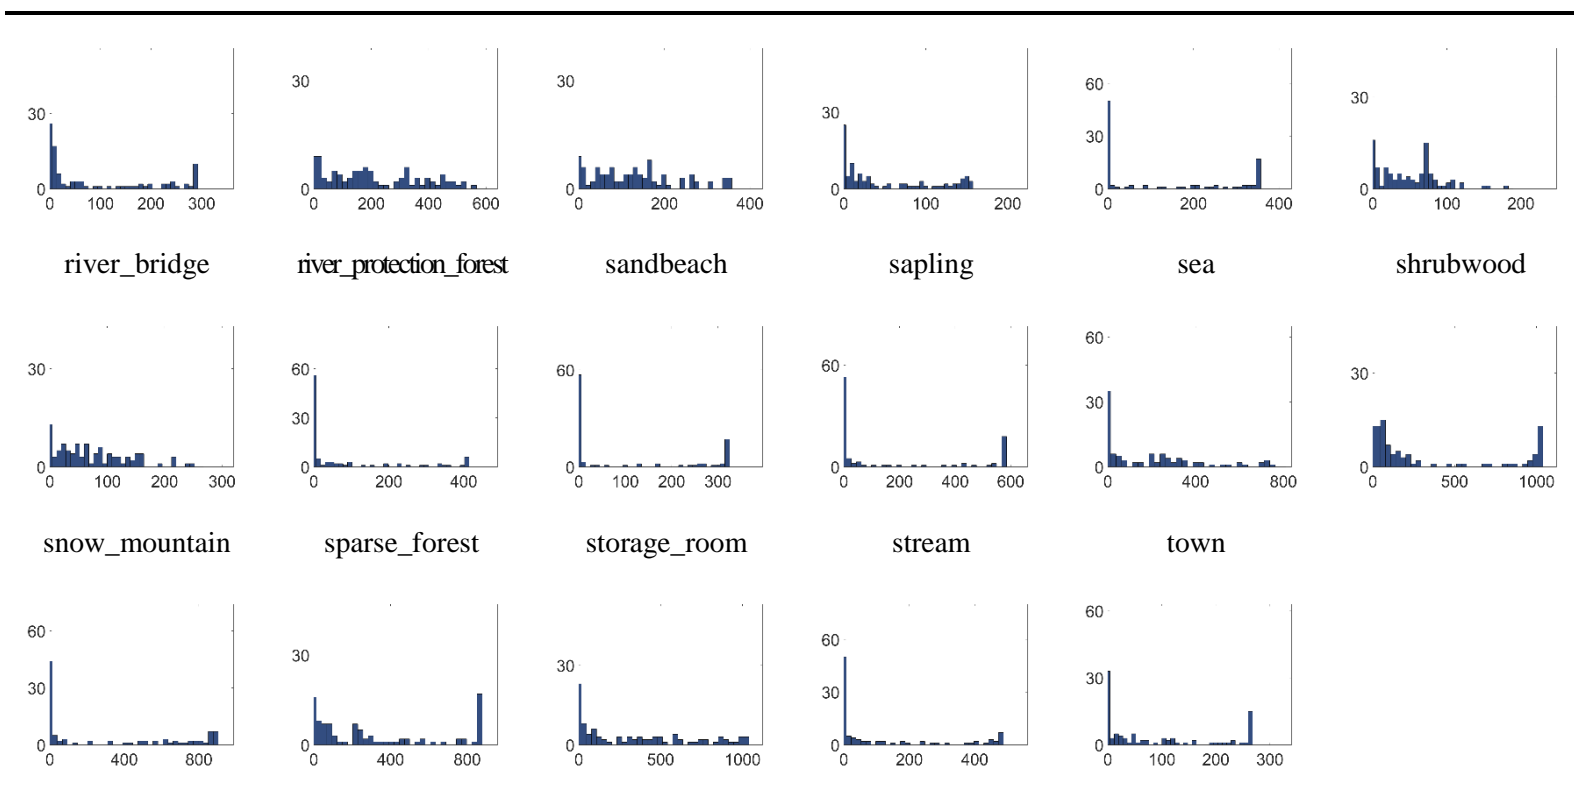 30 30 30 60 30
30 30
0 0 0 0 0 0
0 100 200 300 0 200 400 600 0 200 400 0 100 200 0 200 400 0 100 200
river_bridge river_protection_forest sandbeach sapling sea shrubwood
60
30 60 60 60 30
30 30 30 30
0 0 0 0 0 0
0 100 200 300 0 200 400 0 100 200 300 0 200 400 600 0 400 800 0 500 1000
snow_mountain sparse_forest storage_room stream town
60 60 60
30 30 30 30 30
0 0 0 0 0
0 400 800 0 400 800 0 500 1000 0 200 400 0 100 200 300